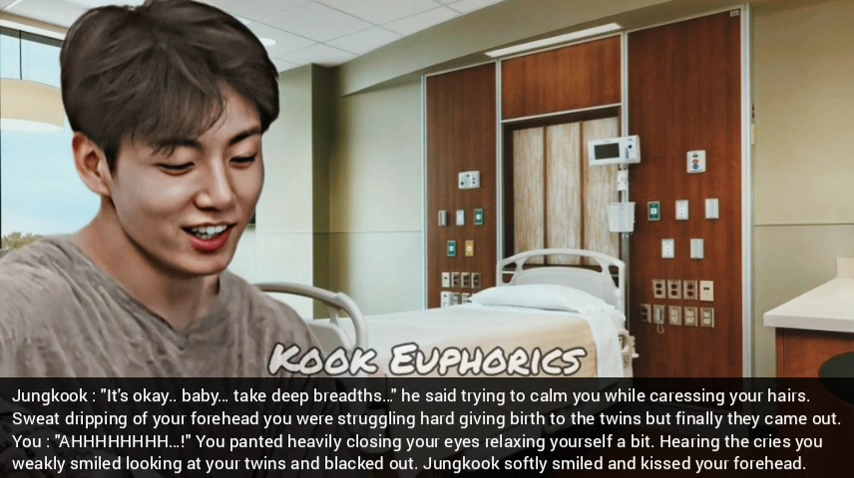 Kook Euphorics
Jungkook : "It's okay.. baby... take deep breadths..." he said trying to calm you while caressing your hairs.
Sweat dripping of your forehead you were struggling hard giving birth to the twins but finally they came out.
You : "AHHHHHHHH...!" You panted heavily closing your eyes relaxing yourself a bit. Hearing the cries you
weakly smiled looking at your twins and blacked out. Jungkook softly smiled and kissed your forehead.